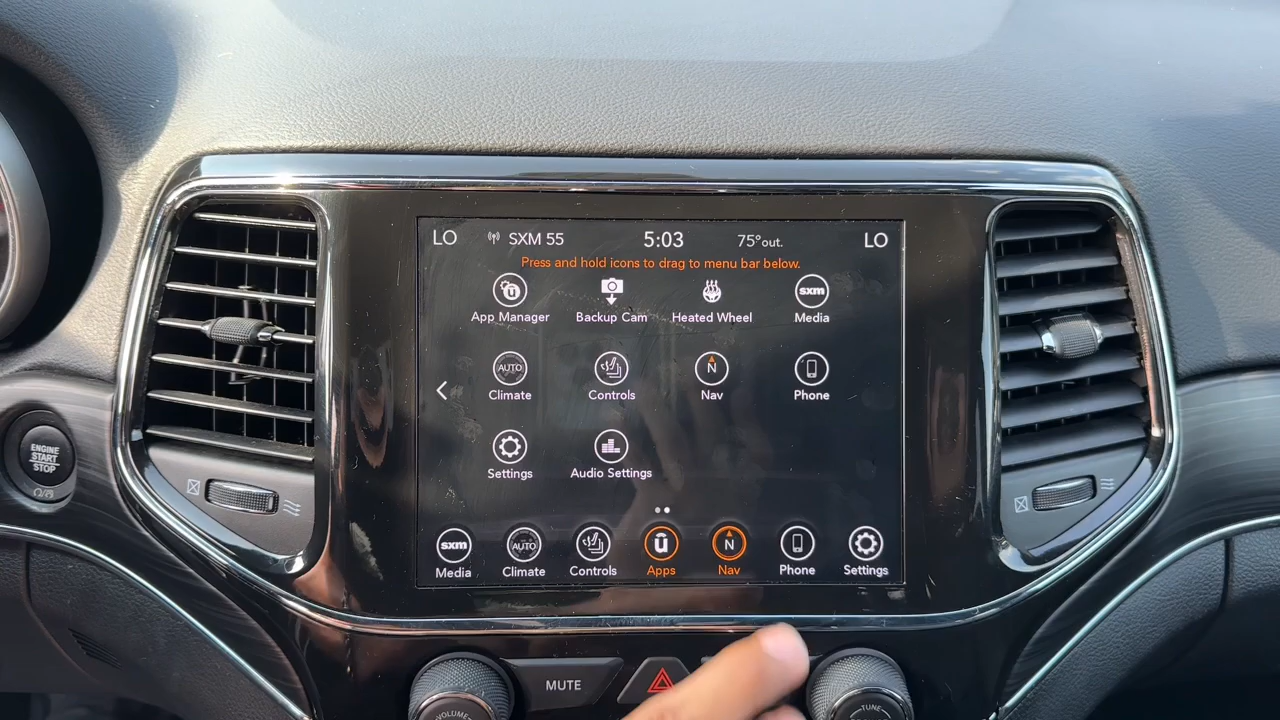 LO SXM 55 5:03 75°out. LO
Press and hold icons to drag to menu bar below.
sxm
App Manager Backup Cam Heated Wheel Media
AUTO N
Climate Controls Nav Phone
ENGINE
START
STOP
Settings Audio Settings
sxm AUTO u N
Media Climate Controls Apps Nav Phone Settings
MUTE
VOLUME
TUNE